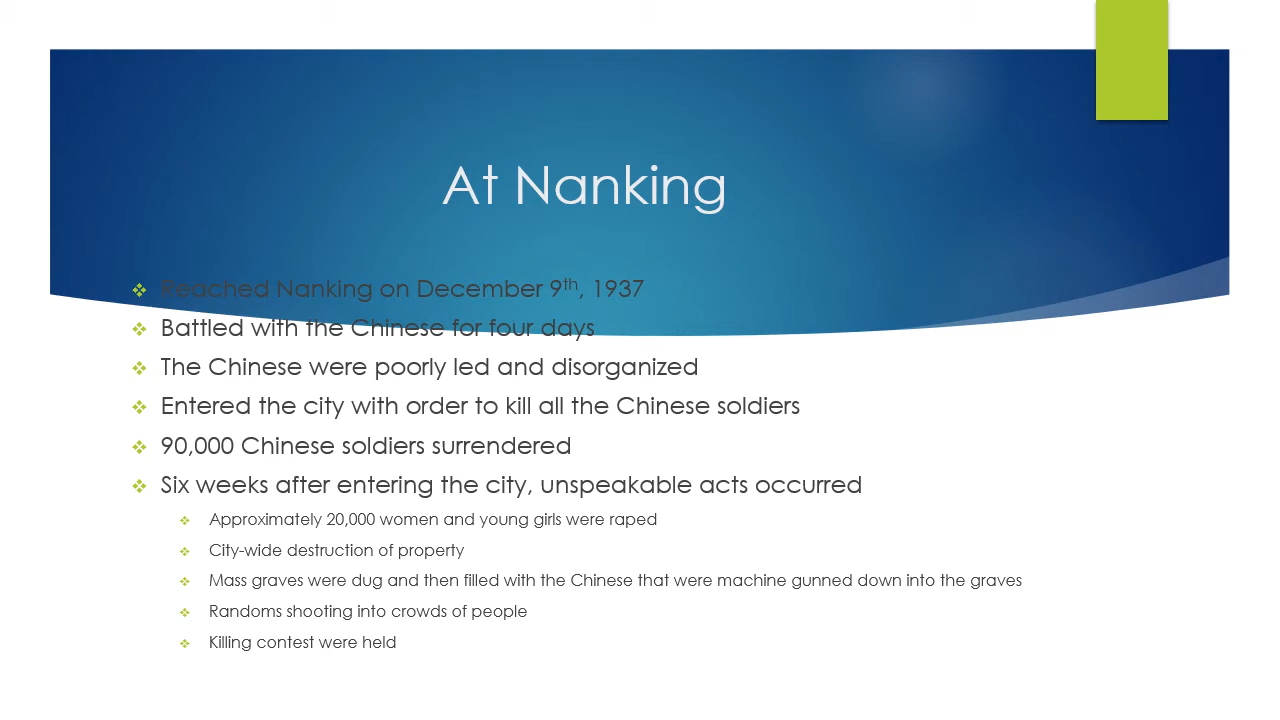 At Nanking
Reached Nanking on December 9th, 1937
Battled with the Chinese for four days
The Chinese were poorly led and disorganized
Entered the city with order to kill all the Chinese soldiers
90,000 Chinese soldiers surrendered
Six weeks after entering the city, unspeakable acts occurred
Approximately 20,000 women and young girls were raped
City-wide destruction of property
Mass graves were dug and then filled with the Chinese that were machine gunned down into the graves
Randoms shooting into crowds of people
Killing contest were held